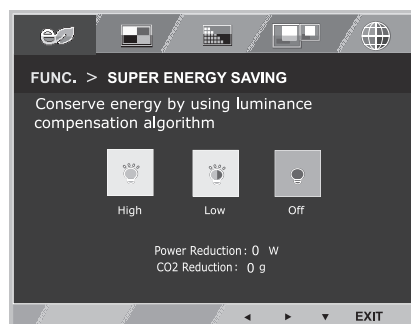 FUNC. > SUPER ENERGY SAVING
Conserve energy by using luminance
compensation algorithm
High Low Off
Power Reduction: 0 W
CO2 Reduction: 0 g
EXIT